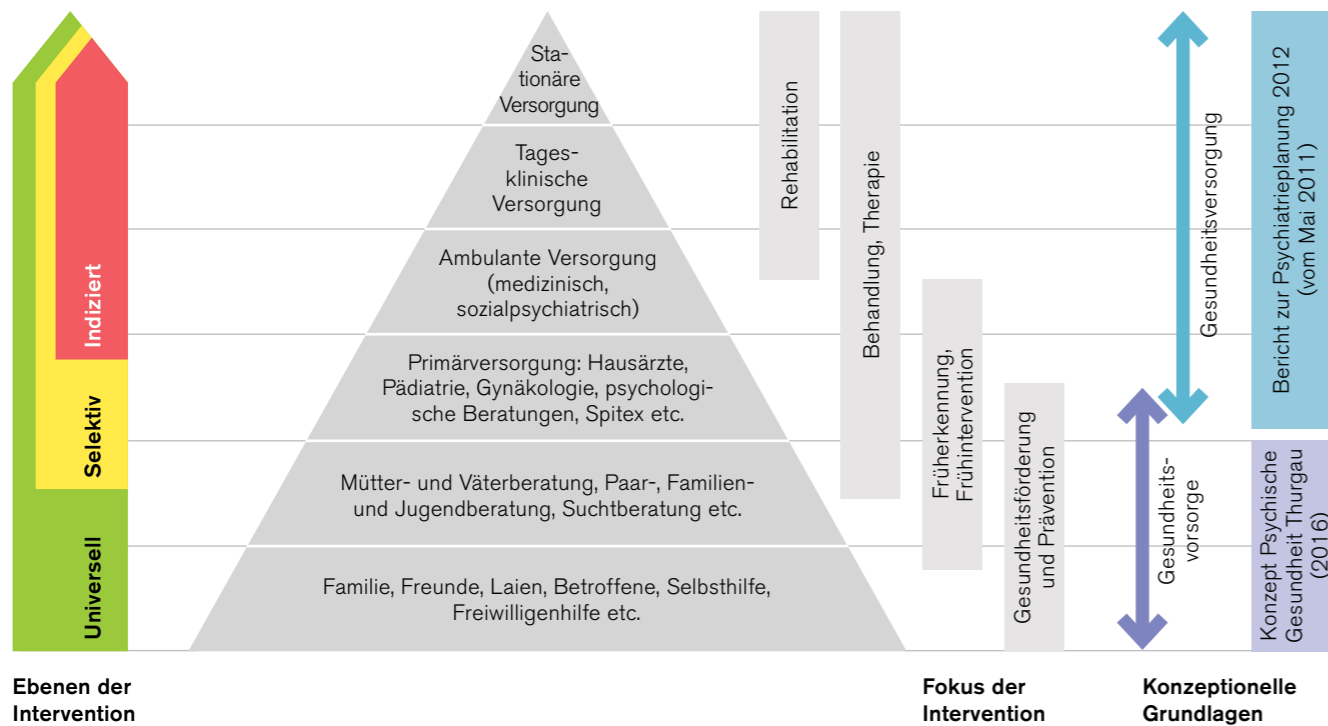 Indiziert
Selektiv
Universell
Sta-
tionäre
Versorgung
Tages-
klinische
Versorgung
Ambulante Versorgung
(medizinisch,
sozialpsychiatrisch)
Primärversorgung: Hausärzte,
Pädiatrie, Gynäkologie, psychologi-
sche Beratungen, Spitex etc.
Mütter- und Väterberatung, Paar-, Familien-
und Jugendberatung, Suchtberatung etc.
Familie, Freunde, Laien, Betroffene, Selbsthilfe,
Freiwilligenhilfe etc.
Rehabilitation
Behandlung, Therapie
Früherkennung,
Frühintervention
Gesundheitsförderung
und Prävention
Gesundheitsversorgung
Gesundheits-
vorsorge
Bericht zur Psychiatrieplanung 2012
(vom Mai 2011)
Konzept Psychische
Gesundheit Thurgau
(2016)
Ebenen der
Intervention
Fokus der
Intervention
Konzeptionelle
Grundlagen